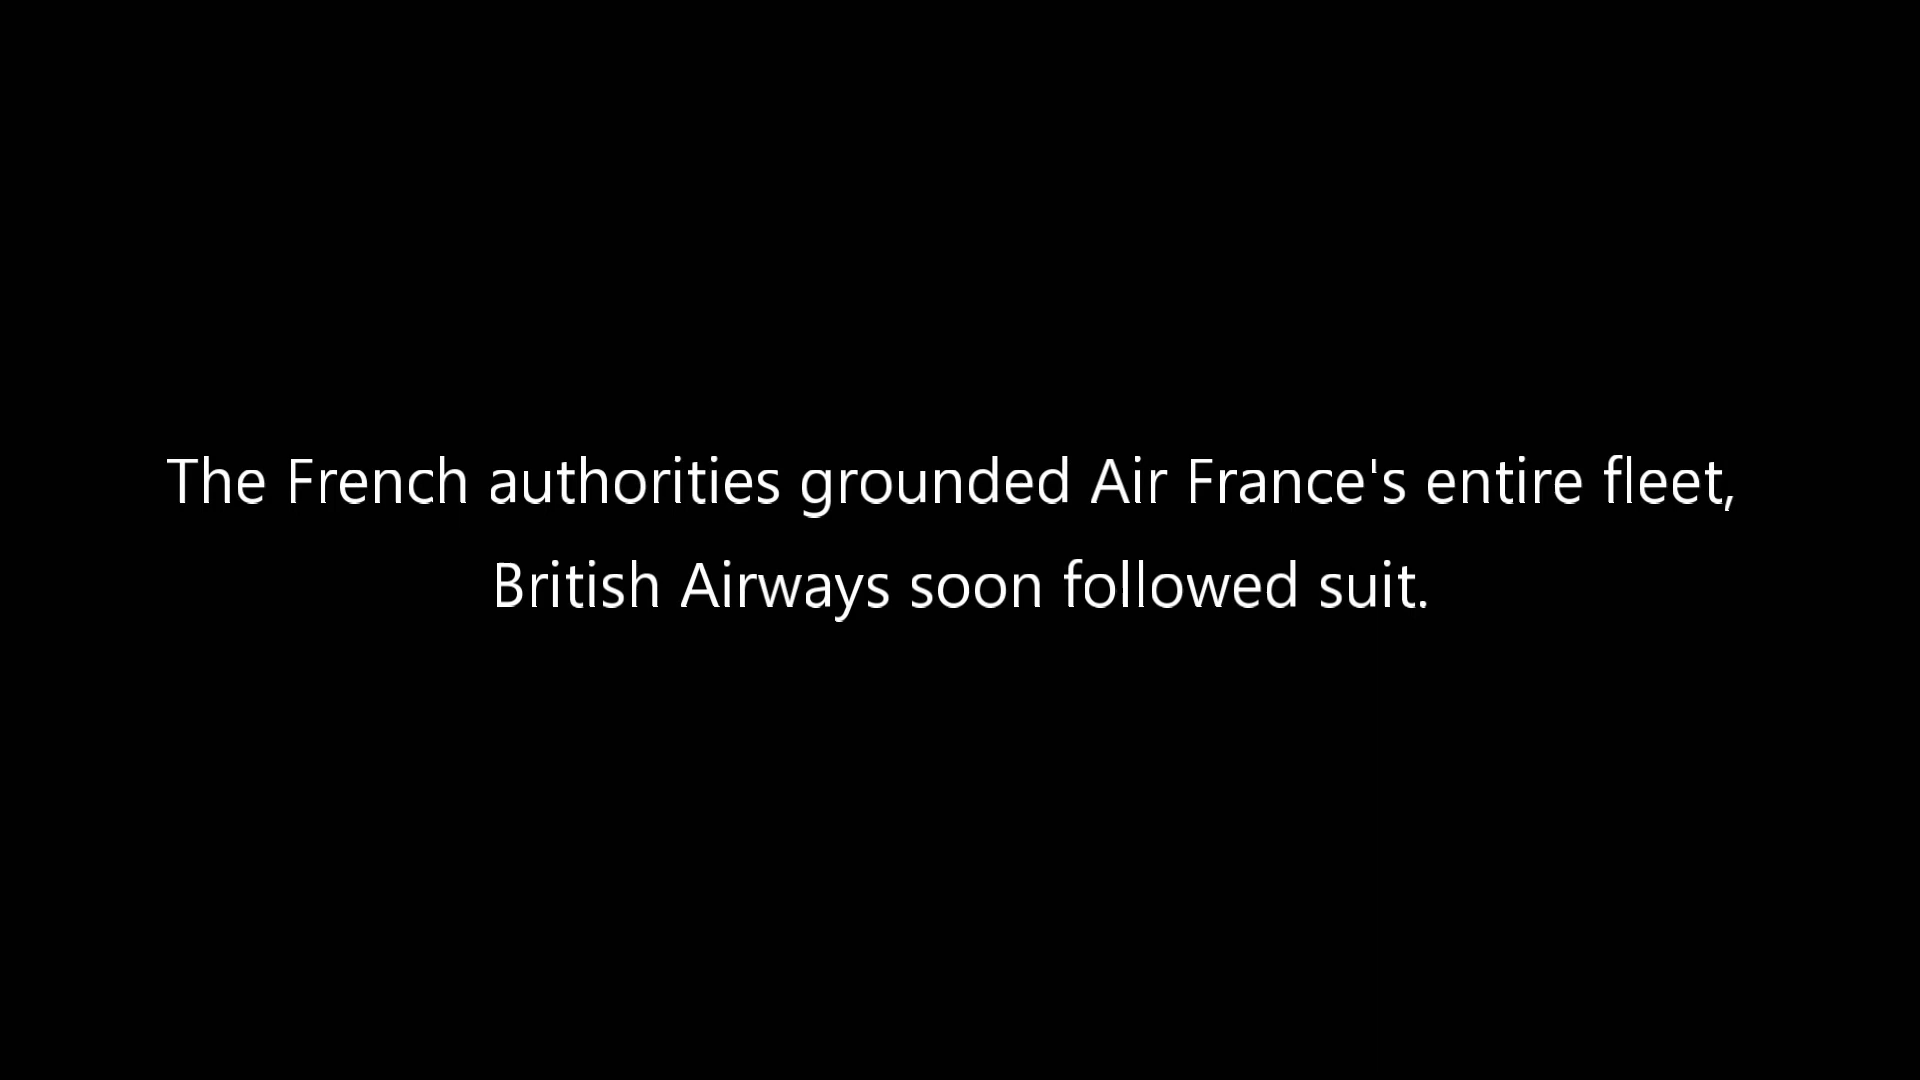 The French authorities grounded Air France's entire fleet,
British Airways soon followed suit.